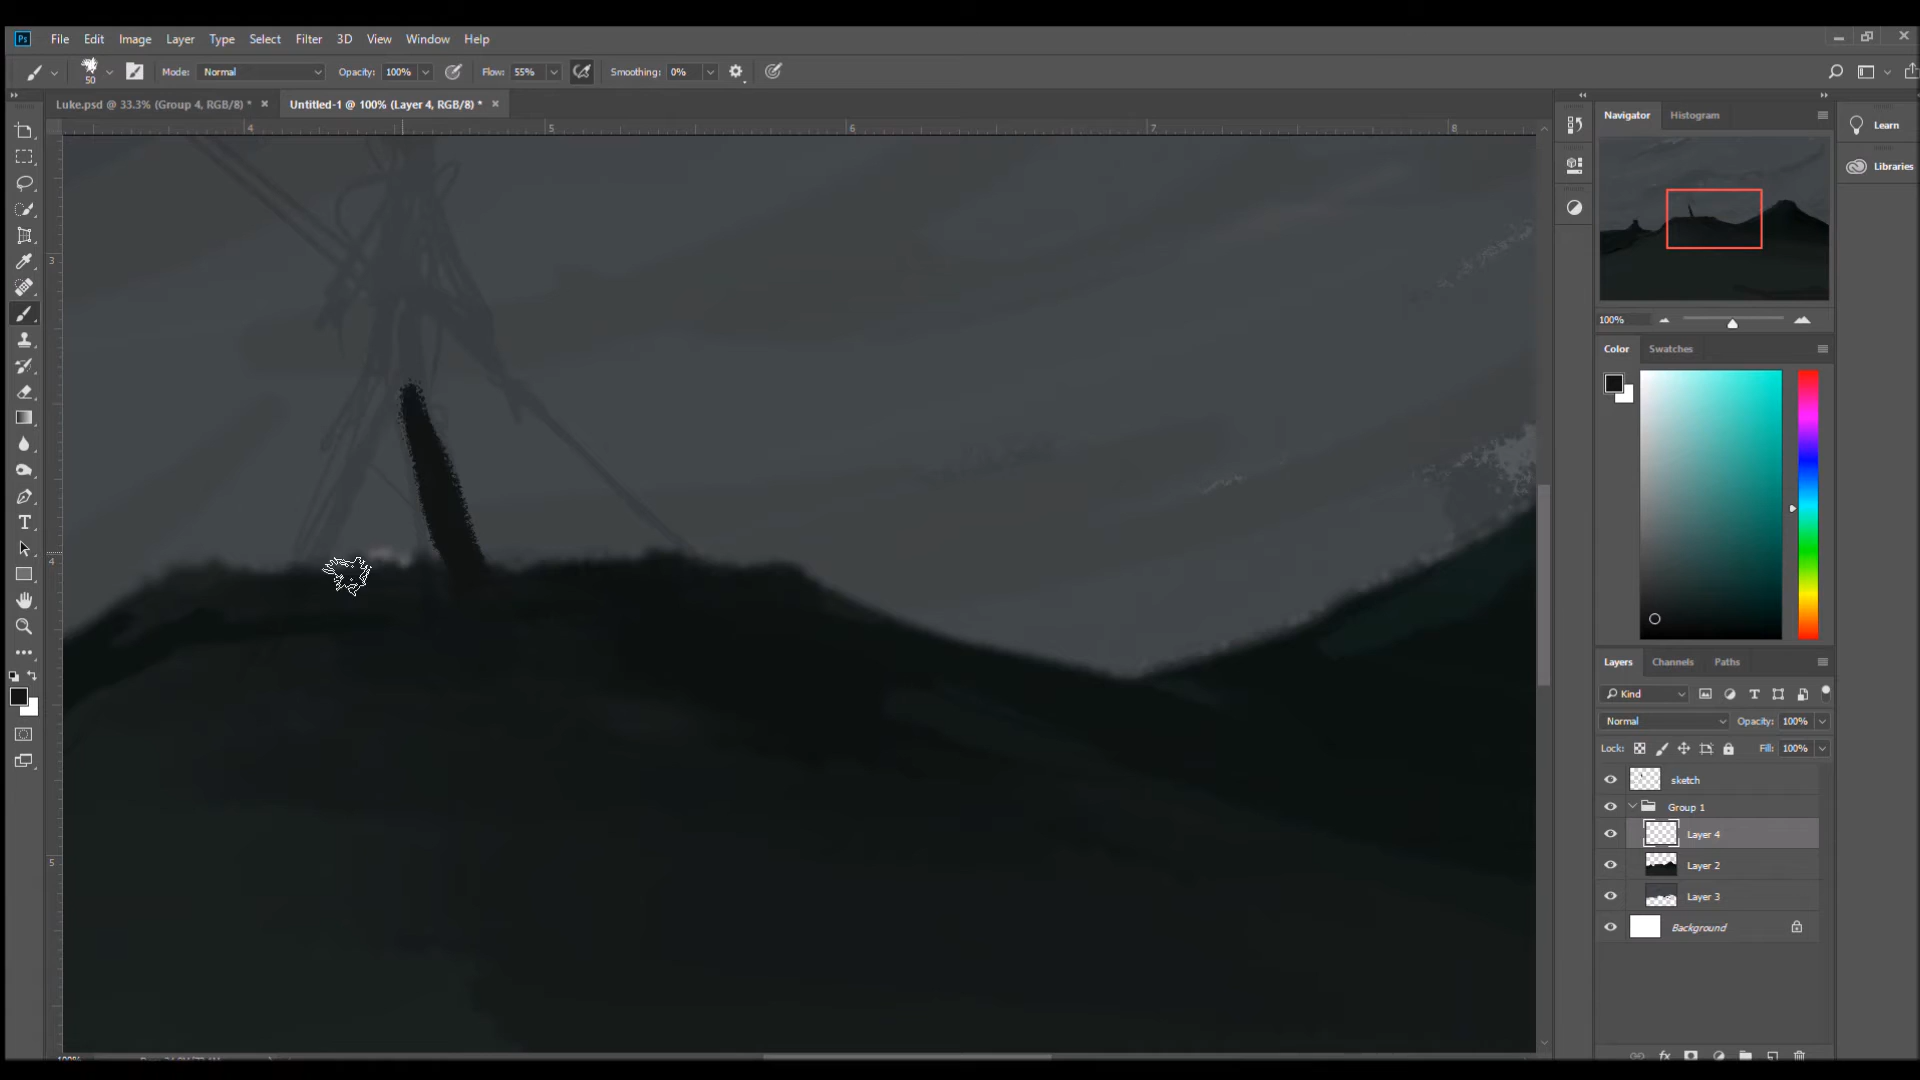 Ps File Edit Image Layer Type Select Filter 3D View Window Help
50 Mode: Normal Opacity: 100% Flow: 55% Smoothing: 0%
Luke.psd @ 33.3% (Group 4, RGB/8) * Untitled-1 @ 100% (Layer 4, RGB/8) *
4 5 6 7 8
3
4
5
100%
Navigator Histogram
100%
Learn
Libraries
Color Swatches
Layers Channels Paths
Kind
Normal Opacity: 100%
Lock: Fill: 100%
sketch
Group 1
Layer 4
Layer 2
Layer 3
Background
fx